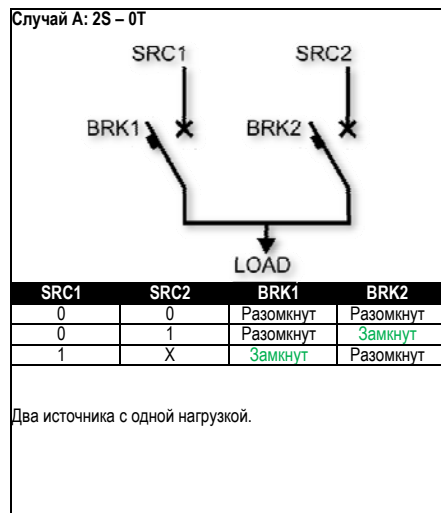 Случай A: 2S – 0T
SRC1 SRC2
BRK1 BRK2
LOAD
SRC1 SRC2 BRK1 BRK2
0 0 Разомкнут Разомкнут
0 1 Разомкнут Замкнут
1 X Замкнут Разомкнут
Два источника с одной нагрузкой.